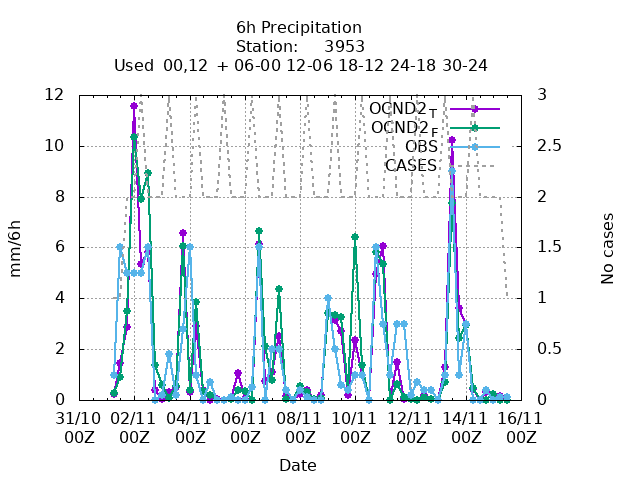 6h Precipitation
Station: 3953
Used 00,12 + 06-00 12-06 18-12 24-18 30-24
12 3
10 2.5
8 2
6 1.5
4 1
2 0.5
0 0
OCND2T
OCND2F
OBS
CASES
mm/6h
No cases
31/10 02/11 04/11 06/11 08/11 10/11 12/11 14/11 16/11
00Z 00Z 00Z 00Z 00Z 00Z 00Z 00Z 00Z
Date